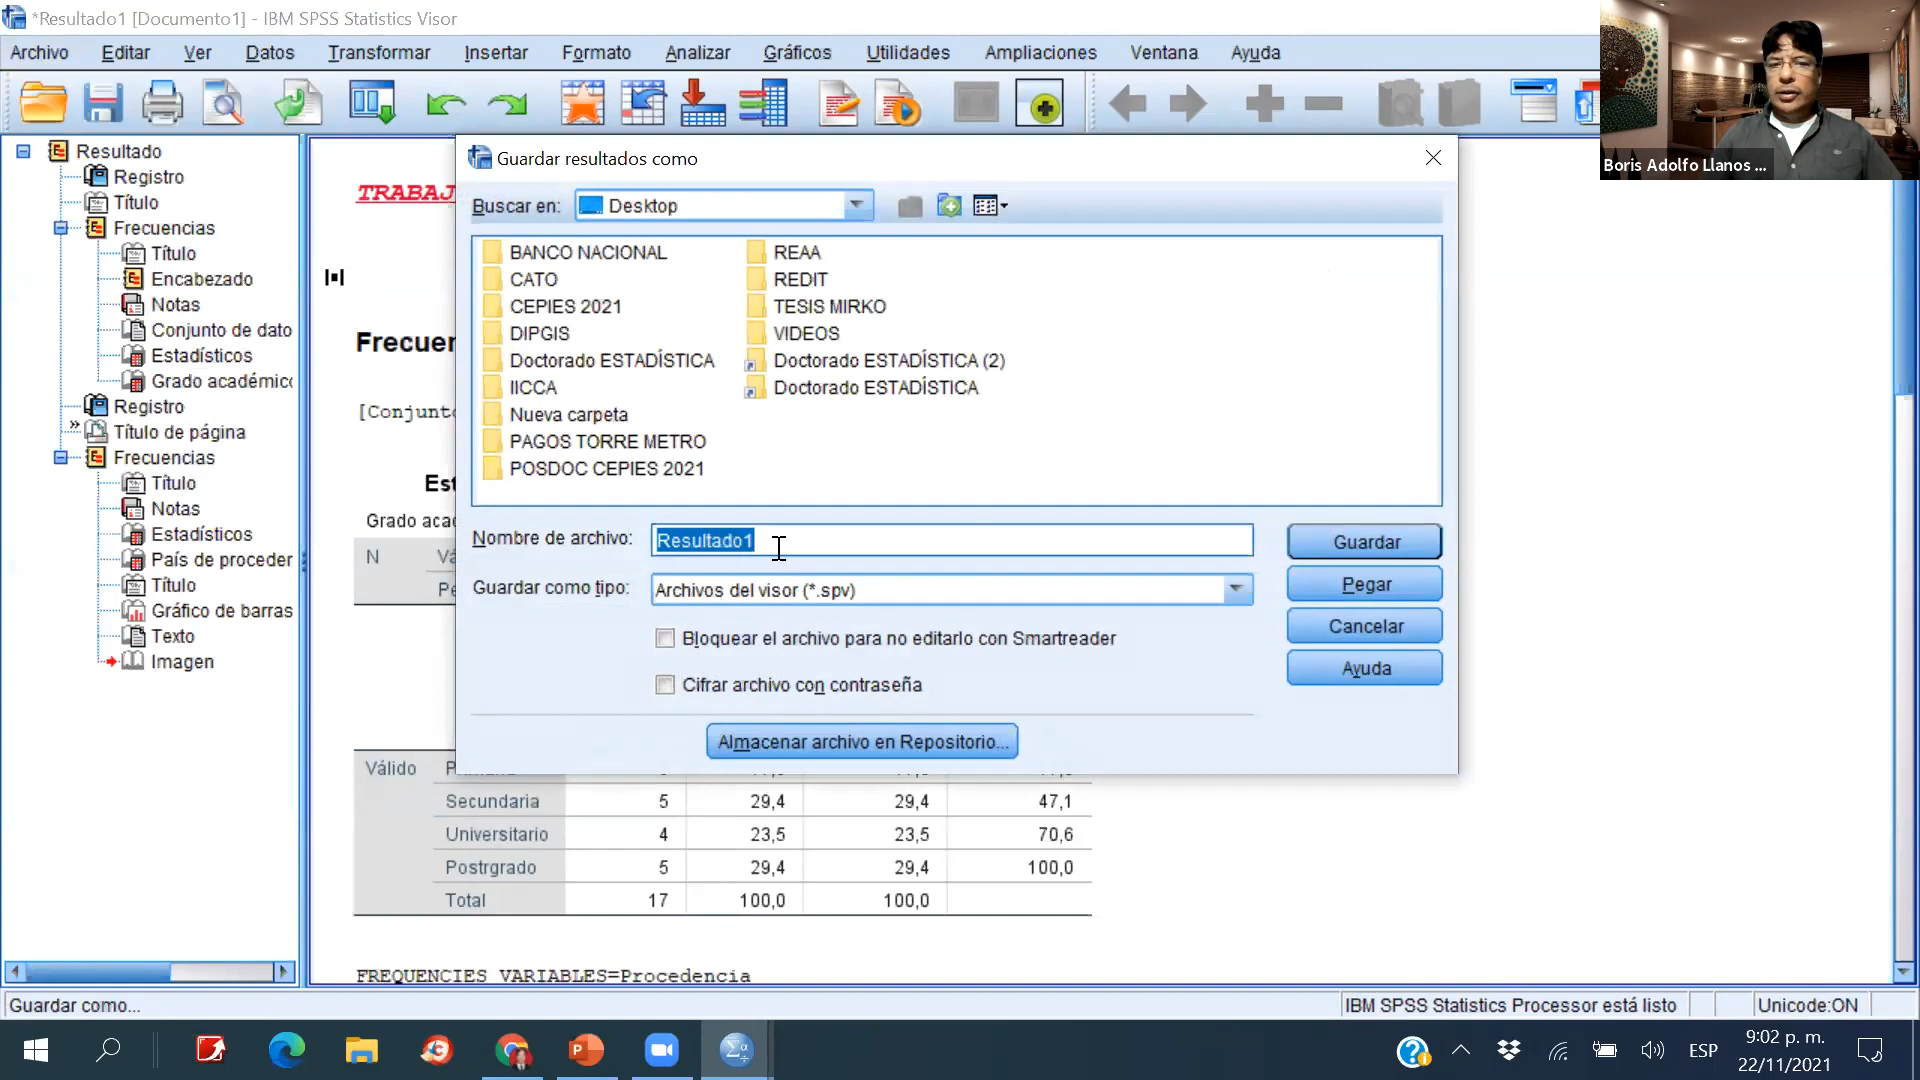 *Resultado1 [Documento1] - IBM SPSS Statistics Visor
Archivo Editar Ver Datos Transformar Insertar Formato Analizar Gráficos Utilidades Ampliaciones Ventana Ayuda
Boris Adolfo Llanos ...
Resultado
Registro
Título
Frecuencias
Título
Encabezado
Notas
Conjunto de dato
Estadísticos
Grado académic
Registro
Título de página
Frecuencias
Título
Notas
Estadísticos
País de proceder
Título
Gráfico de barras
Texto
Imagen
TRABAJ
Frecuer
[Conjunt
Est
Grado aca
N Vá
Pe
Guardar resultados como
Buscar en: Desktop
BANCO NACIONAL
CATO
CEPIES 2021
DIPGIS
Doctorado ESTADÍSTICA
IICCA
Nueva carpeta
PAGOS TORRE METRO
POSDOC CEPIES 2021
REAA
REDIT
TESIS MIRKO
VIDEOS
Doctorado ESTADÍSTICA (2)
Doctorado ESTADÍSTICA
Nombre de archivo: Resultado1
Guardar como tipo: Archivos del visor (*.spv)
Bloquear el archivo para no editarlo con Smartreader
Cifrar archivo con contraseña
Almacenar archivo en Repositorio...
Guardar
Pegar
Cancelar
Ayuda
Válido
Secundaria 5 29,4 29,4 47,1
Universitario 4 23,5 23,5 70,6
Postrgrado 5 29,4 29,4 100,0
Total 17 100,0 100,0
FREQUENCIES VARIABLES=Procedencia
Guardar como...
IBM SPSS Statistics Processor está listo
Unicode:ON
ESP
9:02 p. m.
22/11/2021